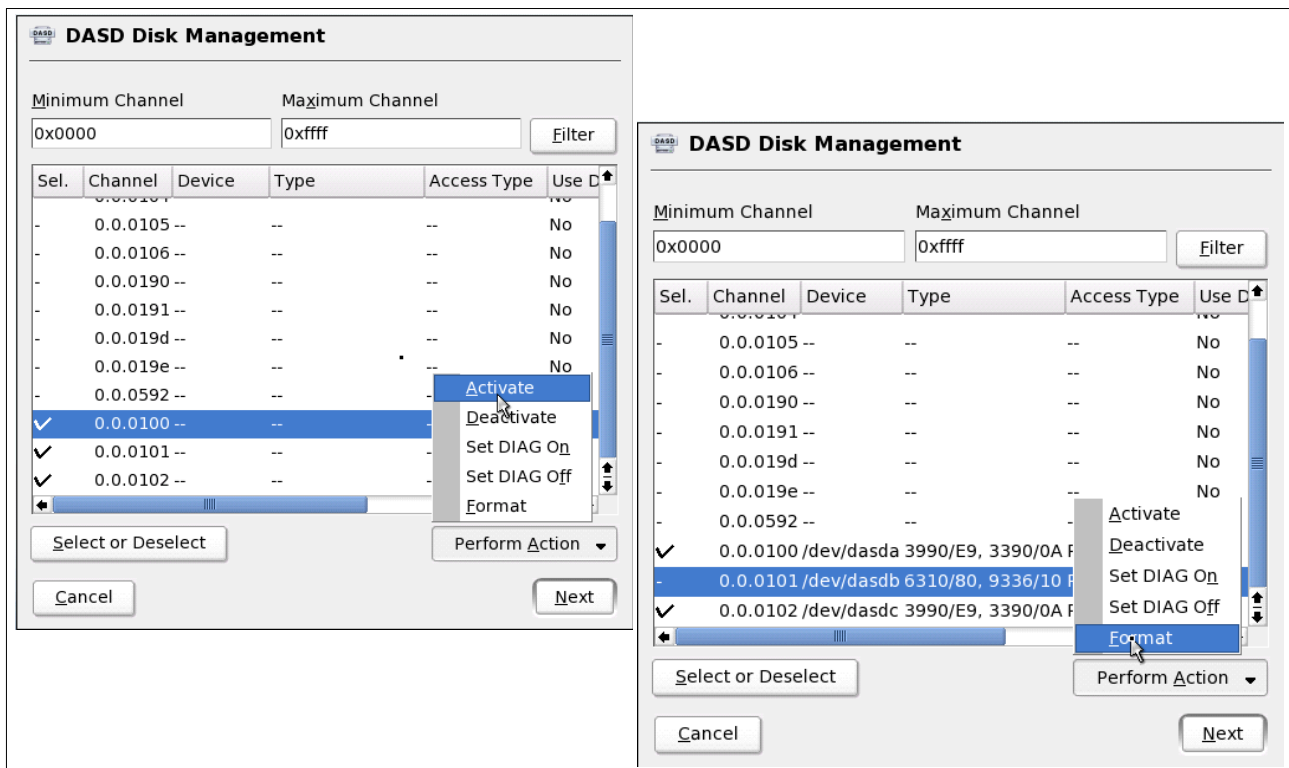 DASD DASD Disk Management
Minimum Channel Maximum Channel
0x0000 0xffff Filter
Sel. Channel Device Type Access Type Use D
No
- 0.0.0105 -- -- -- No
- 0.0.0106 -- -- -- No
- 0.0.0190 -- -- -- No
- 0.0.0191 -- -- -- No
- 0.0.019d -- -- -- No
- 0.0.019e -- -- -- No
- 0.0.0592 -- -- -
0.0.0100 -- -- -
0.0.0101 -- -- -
0.0.0102 -- -- -
Activate
Deactivate
Set DIAG On
Set DIAG Off
Format
Select or Deselect Perform Action
Cancel Next
DASD DASD Disk Management
Minimum Channel Maximum Channel
0x0000 0xffff Filter
Sel. Channel Device Type Access Type Use D
No
- 0.0.0105 -- -- -- No
- 0.0.0106 -- -- -- No
- 0.0.0190 -- -- -- No
- 0.0.0191 -- -- -- No
- 0.0.019d -- -- -- No
- 0.0.019e -- -- -- No
- 0.0.0592 -- -- -
0.0.0100 /dev/dasda 3990/E9, 3390/0A
- 0.0.0101 /dev/dasdb 6310/80, 9336/10
0.0.0102 /dev/dasdc 3990/E9, 3390/0A
Activate
Deactivate
Set DIAG On
Set DIAG Off
Format
Select or Deselect Perform Action
Cancel Next